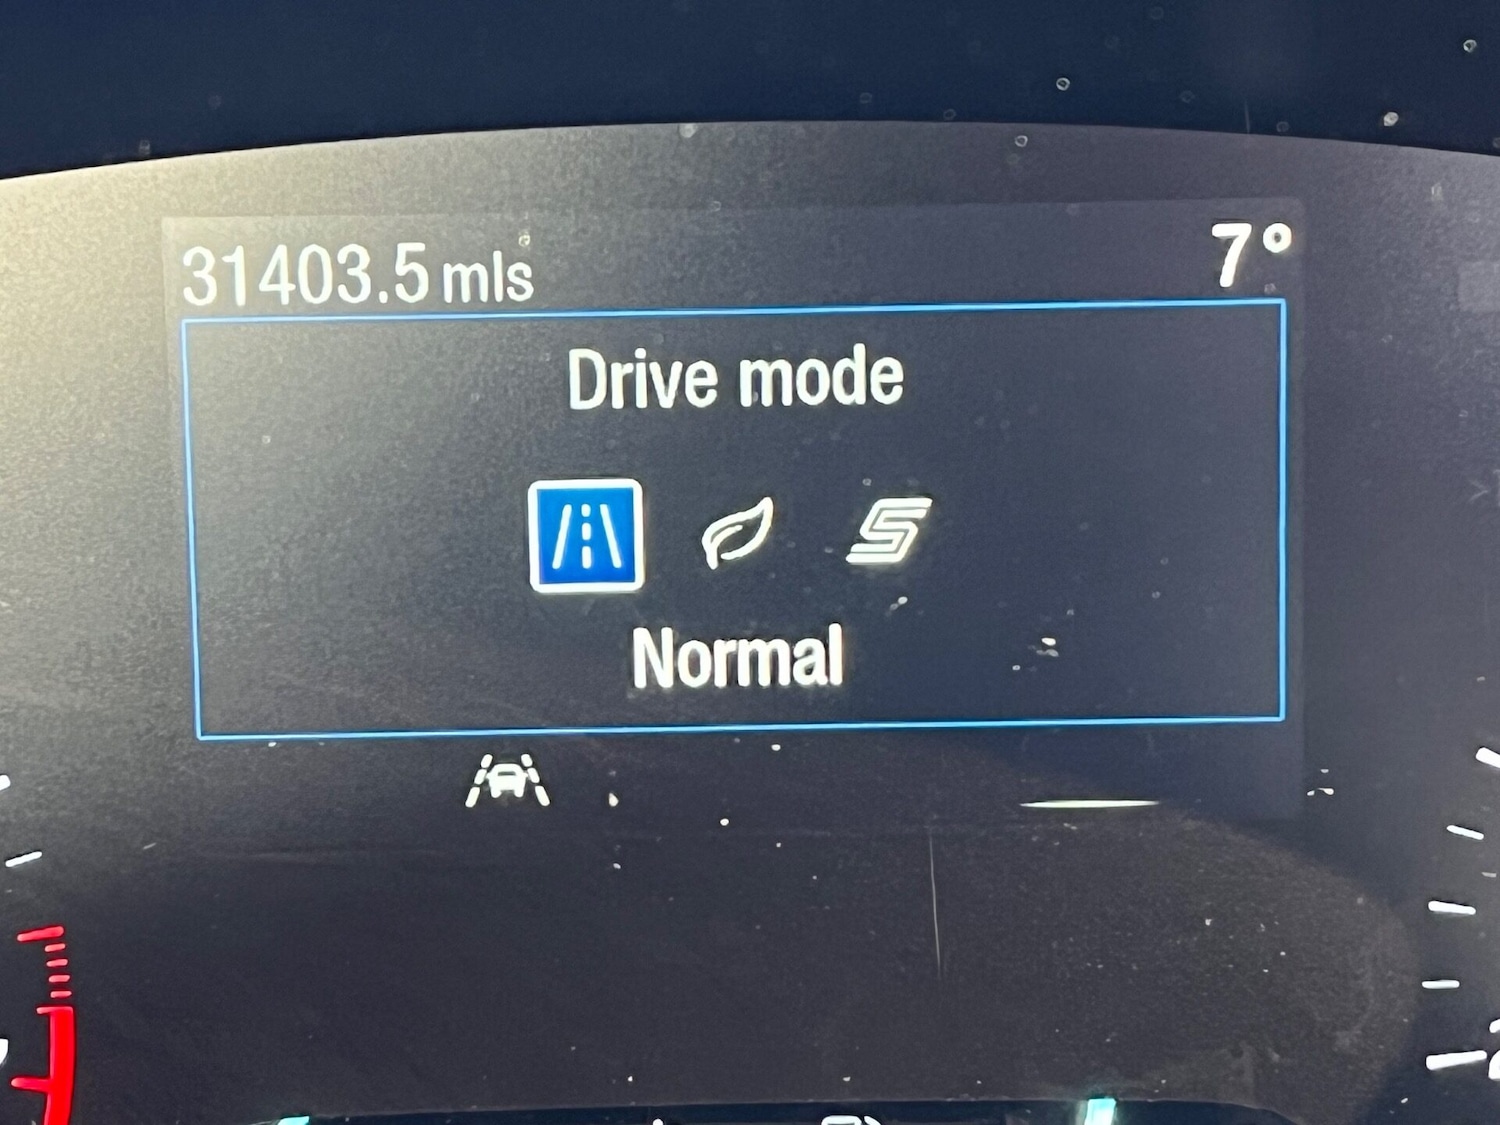 31403.5 mls
7°
Drive mode
S
Normal